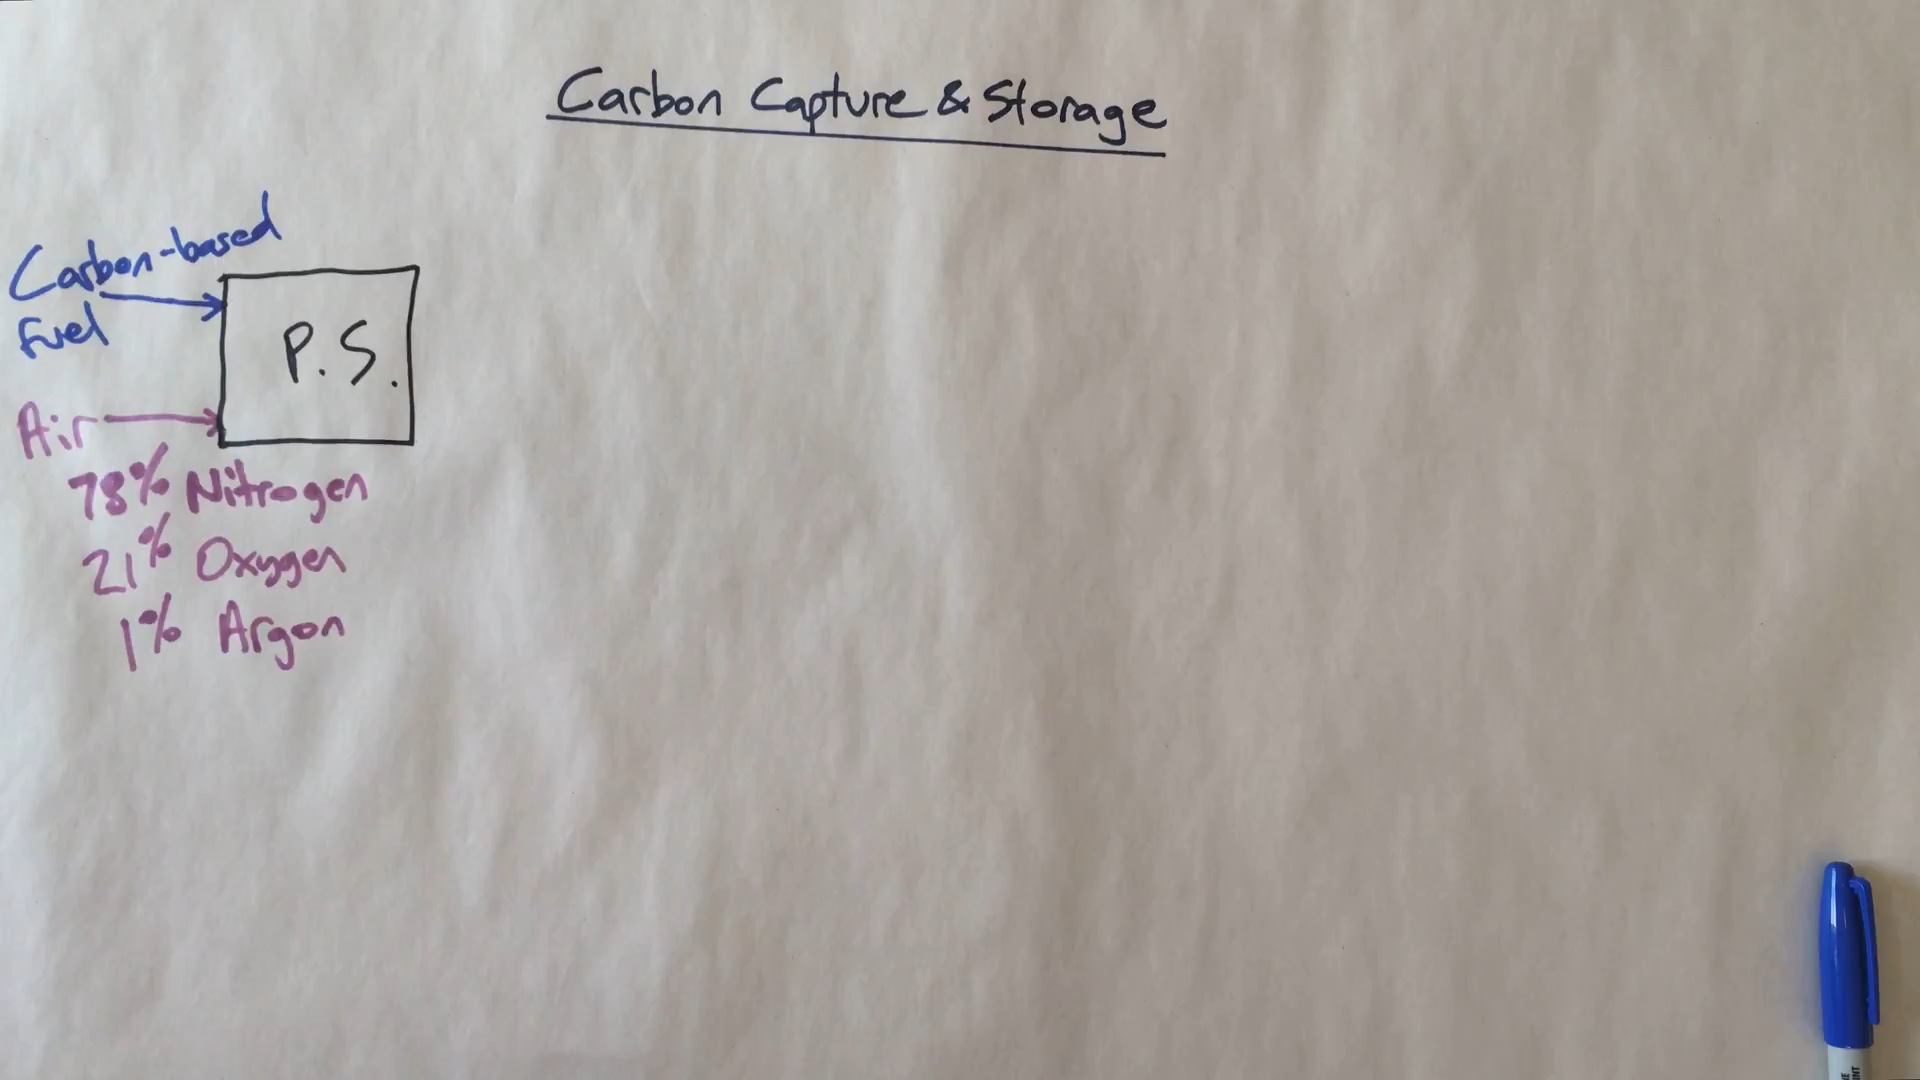 Carbon Capture & Storage
Carbon-based
fuel
P.S.
Air
78% Nitrogen
21% Oxygen
1% Argon